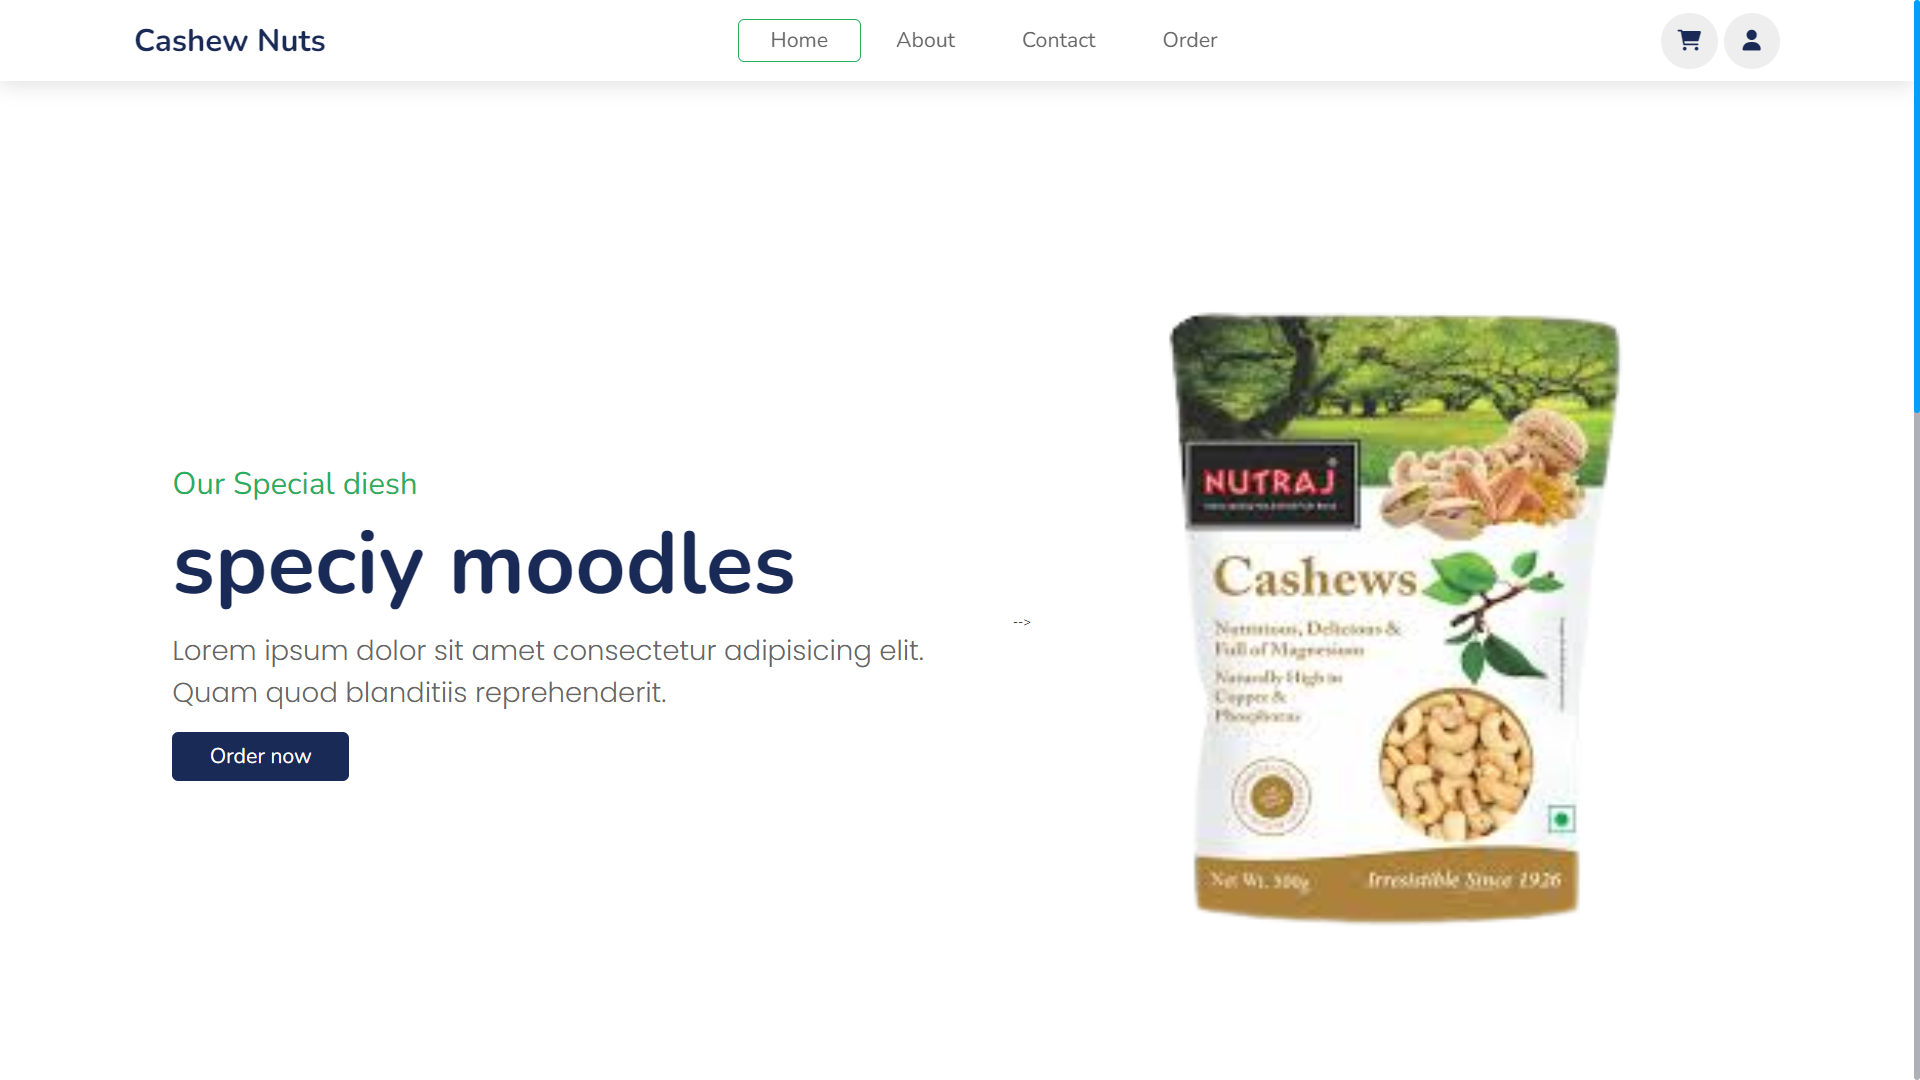 Cashew Nuts
Home
About
Contact
Order
Our Special diesh
speciy moodles
Lorem ipsum dolor sit amet consectetur adipisicing elit.
Quam quod blanditiis reprehenderit.
Order now
-->
NUTRAJ
Cashews
Nutritious, Delicious &
Full of Magnesium
Naturally High in
Copper &
Phosphorus
Net Wt. 500g
Irresistible Since 1926